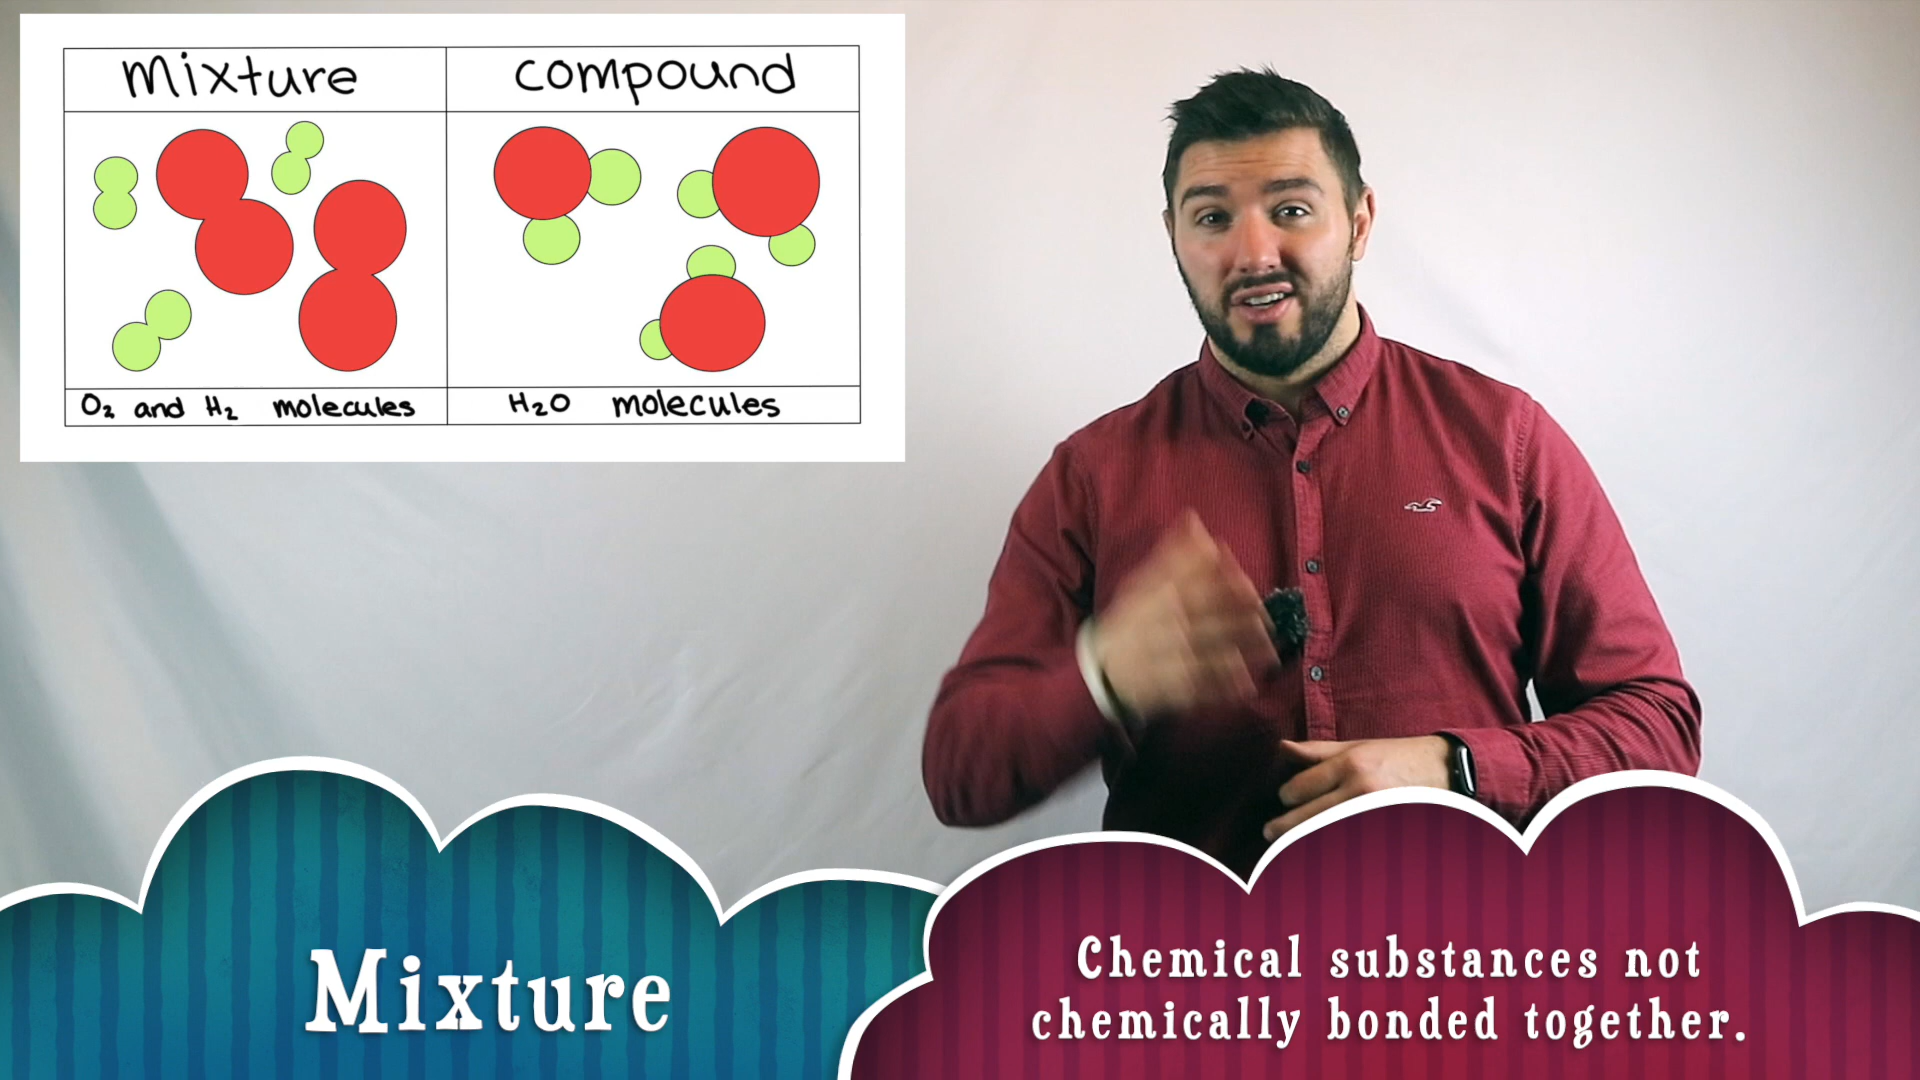 Mixture
compound
O2 and H2 molecules
H2O molecules
Mixture
Chemical substances not
chemically bonded together.